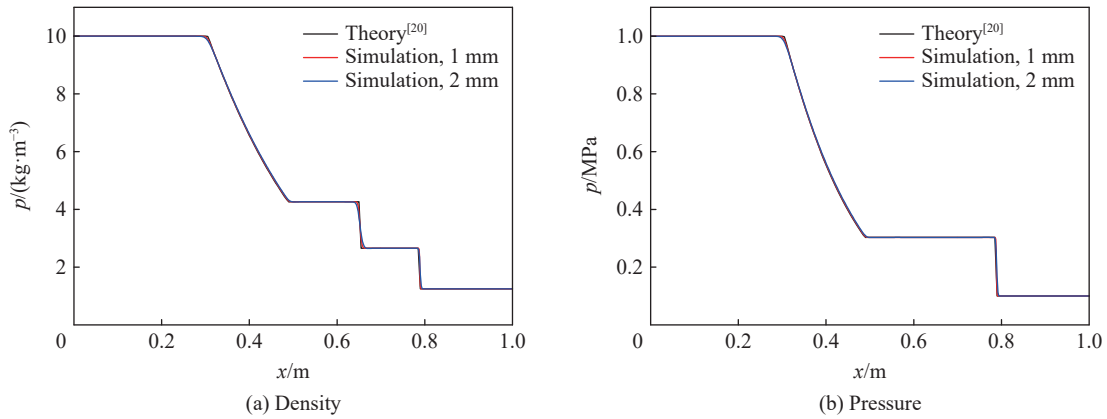 10
8
6
4
2
0
0.2
0.4
0.6
0.8
1.0
p/(kg·m⁻³)
x/m
Theory[20]
Simulation, 1 mm
Simulation, 2 mm
(a) Density
1.0
0.8
0.6
0.4
0.2
0
0.2
0.4
0.6
0.8
1.0
p/MPa
x/m
Theory[20]
Simulation, 1 mm
Simulation, 2 mm
(b) Pressure